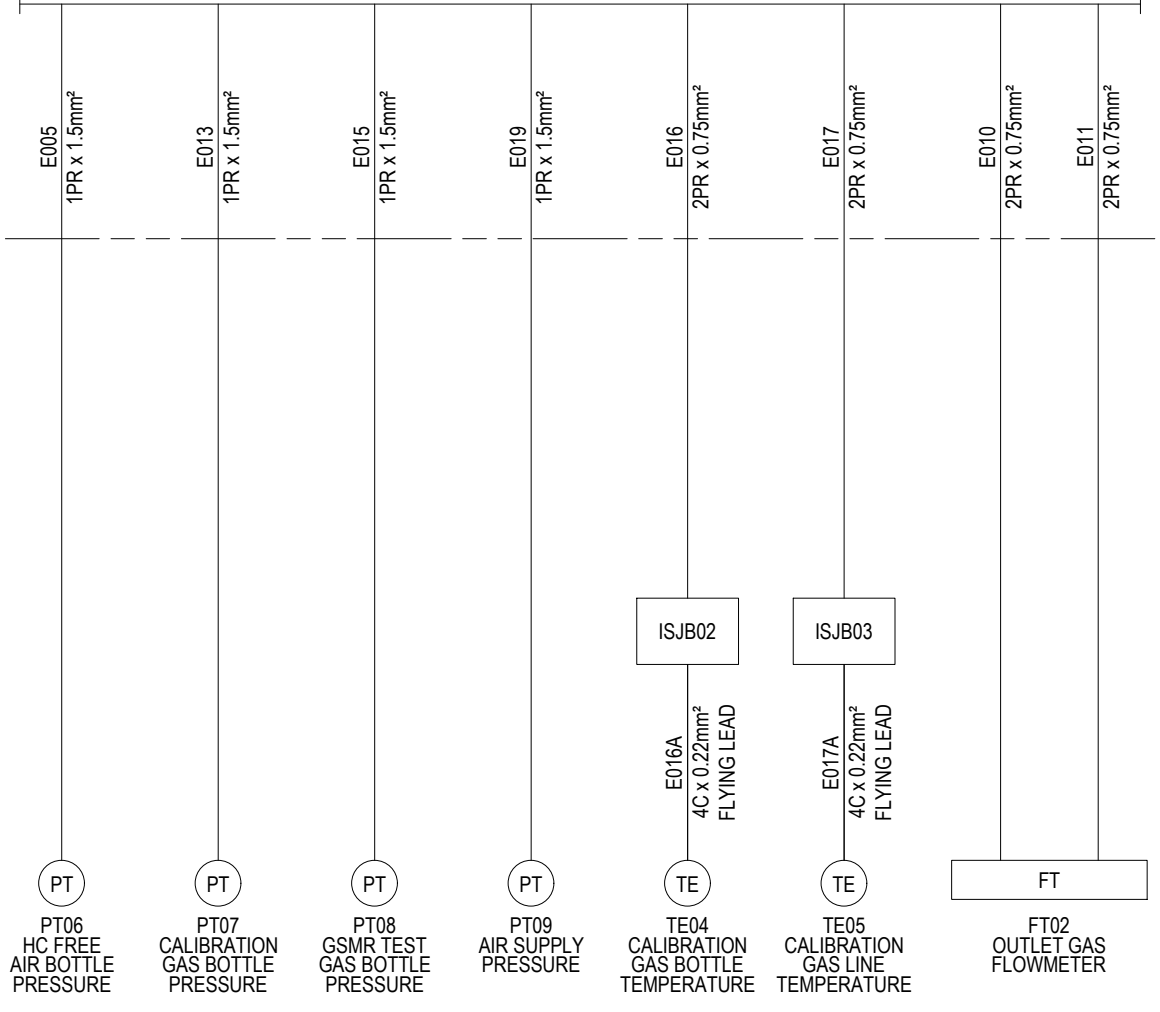 E005
1PR x 1.5mm²
E013
1PR x 1.5mm²
E015
1PR x 1.5mm²
E019
1PR x 1.5mm²
E016
2PR x 0.75mm²
E017
2PR x 0.75mm²
E010
2PR x 0.75mm²
E011
2PR x 0.75mm²
ISJB02
ISJB03
E016A
4C x 0.22mm²
FLYING LEAD
E017A
4C x 0.22mm²
FLYING LEAD
PT
PT06
HC FREE
AIR BOTTLE
PRESSURE
PT
PT07
CALIBRATION
GAS BOTTLE
PRESSURE
PT
PT08
GSMR TEST
GAS BOTTLE
PRESSURE
PT
PT09
AIR SUPPLY
PRESSURE
TE
TE04
CALIBRATION
GAS BOTTLE
TEMPERATURE
TE
TE05
CALIBRATION
GAS LINE
TEMPERATURE
FT
FT02
OUTLET GAS
FLOWMETER